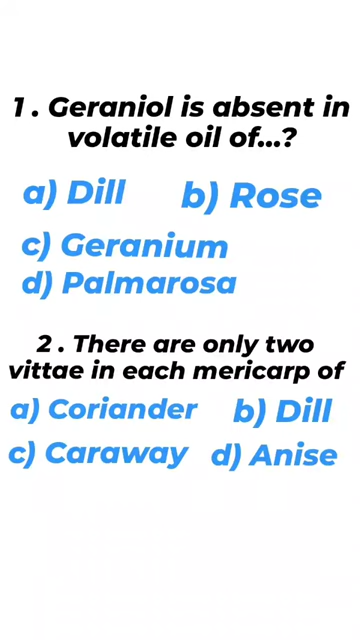 1 . Geraniol is absent in
volatile oil of...?
a) Dill b) Rose
c) Geranium
d) Palmarosa
2 . There are only two
vittae in each mericarp of
a) Coriander b) Dill
c) Caraway d) Anise